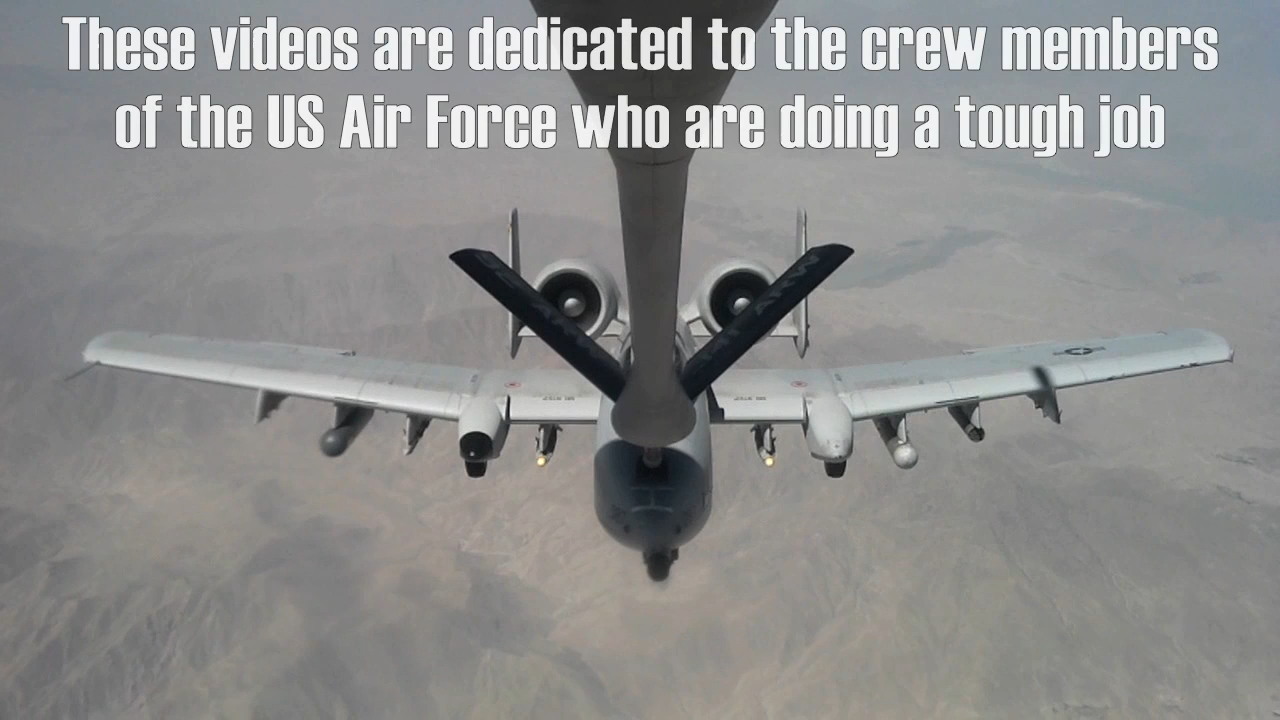 These videos are dedicated to the crew members
of the US Air Force who are doing a tough job